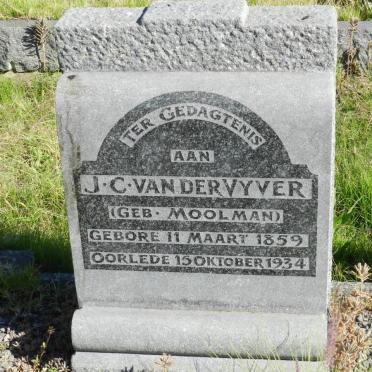 TER GEDAGTENIS
AAN
J·C·VAN DER VYVER
(GEB· MOOLMAN)
GEBORE 11 MAART 1859
OORLEDE 15 OKTOBER 1934